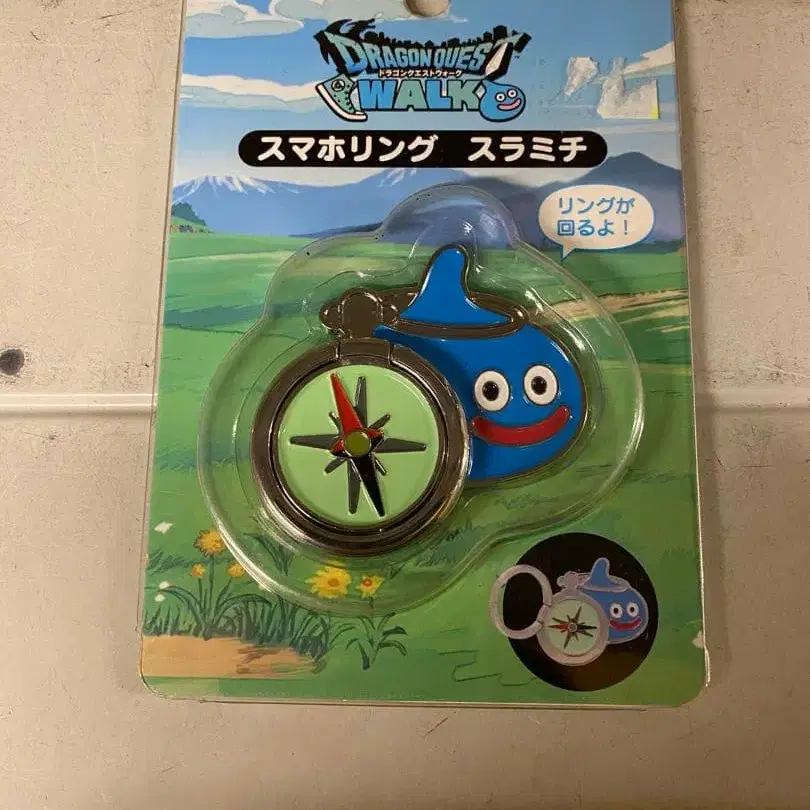 DRAGON QUEST
ドラゴンクエストウォーク
WALK
スマホリング スラミチ
リングが
回るよ！